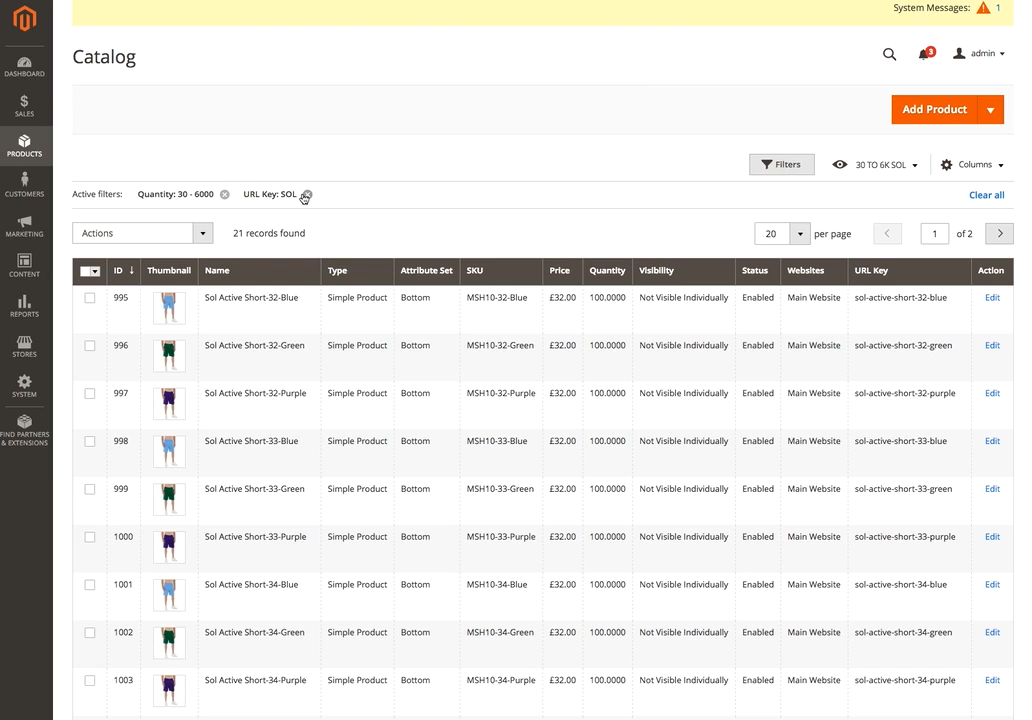 System Messages: 1
Catalog
3 admin
DASHBOARD
SALES
PRODUCTS
CUSTOMERS
MARKETING
CONTENT
REPORTS
STORES
SYSTEM
FIND PARTNERS
& EXTENSIONS
Add Product
Filters 30 TO 6K SOL Columns
Active filters: Quantity: 30 - 6000 URL Key: SOL Clear all
Actions 21 records found 20 per page 1 of 2
ID ↓ Thumbnail Name Type Attribute Set SKU Price Quantity Visibility Status Websites URL Key Action
995 Sol Active Short-32-Blue Simple Product Bottom MSH10-32-Blue £32.00 100.0000 Not Visible Individually Enabled Main Website sol-active-short-32-blue Edit
996 Sol Active Short-32-Green Simple Product Bottom MSH10-32-Green £32.00 100.0000 Not Visible Individually Enabled Main Website sol-active-short-32-green Edit
997 Sol Active Short-32-Purple Simple Product Bottom MSH10-32-Purple £32.00 100.0000 Not Visible Individually Enabled Main Website sol-active-short-32-purple Edit
998 Sol Active Short-33-Blue Simple Product Bottom MSH10-33-Blue £32.00 100.0000 Not Visible Individually Enabled Main Website sol-active-short-33-blue Edit
999 Sol Active Short-33-Green Simple Product Bottom MSH10-33-Green £32.00 100.0000 Not Visible Individually Enabled Main Website sol-active-short-33-green Edit
1000 Sol Active Short-33-Purple Simple Product Bottom MSH10-33-Purple £32.00 100.0000 Not Visible Individually Enabled Main Website sol-active-short-33-purple Edit
1001 Sol Active Short-34-Blue Simple Product Bottom MSH10-34-Blue £32.00 100.0000 Not Visible Individually Enabled Main Website sol-active-short-34-blue Edit
1002 Sol Active Short-34-Green Simple Product Bottom MSH10-34-Green £32.00 100.0000 Not Visible Individually Enabled Main Website sol-active-short-34-green Edit
1003 Sol Active Short-34-Purple Simple Product Bottom MSH10-34-Purple £32.00 100.0000 Not Visible Individually Enabled Main Website sol-active-short-34-purple Edit